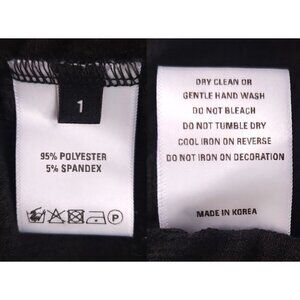 1
95% POLYESTER
5% SPANDEX
P
DRY CLEAN OR
GENTLE HAND WASH
DO NOT BLEACH
DO NOT TUMBLE DRY
COOL IRON ON REVERSE
DO NOT IRON ON DECORATION
MADE IN KOREA